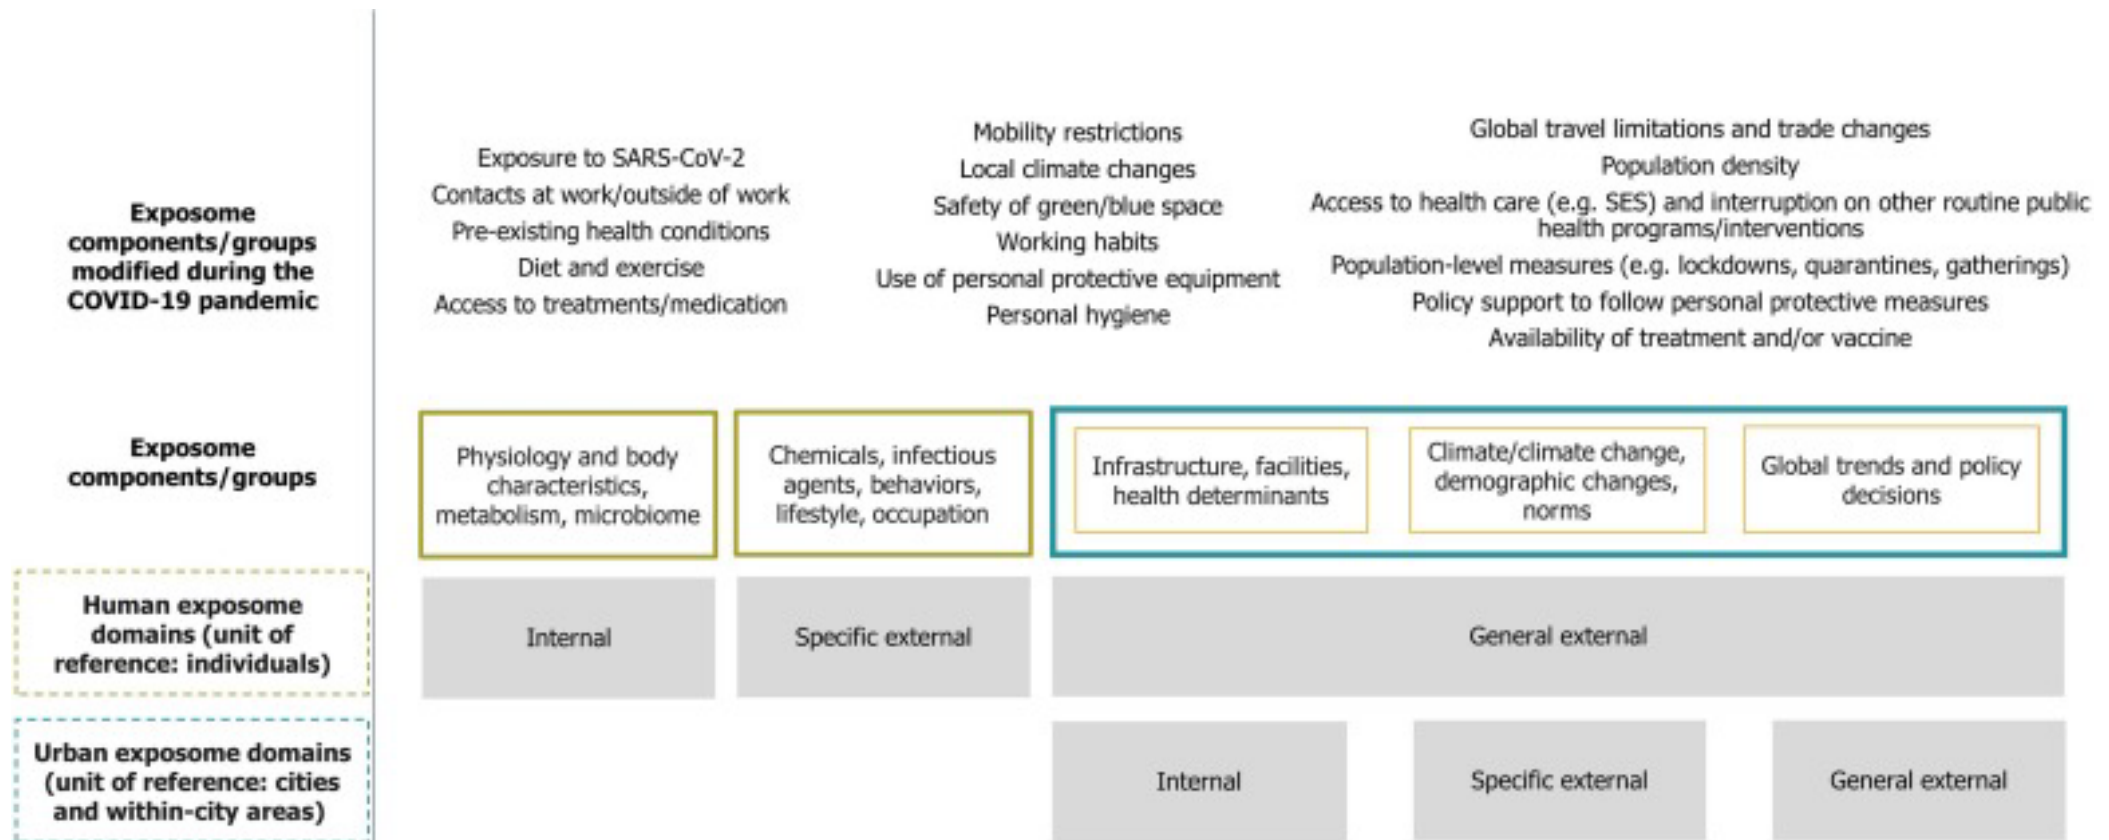 Exposome
components/groups
modified during the
COVID-19 pandemic
Exposure to SARS-CoV-2
Contacts at work/outside of work
Pre-existing health conditions
Diet and exercise
Access to treatments/medication
Mobility restrictions
Local climate changes
Safety of green/blue space
Working habits
Use of personal protective equipment
Personal hygiene
Global travel limitations and trade changes
Population density
Access to health care (e.g. SES) and interruption on other routine public
health programs/interventions
Population-level measures (e.g. lockdowns, quarantines, gatherings)
Policy support to follow personal protective measures
Availability of treatment and/or vaccine
Exposome
components/groups
Physiology and body
characteristics,
metabolism, microbiome
Chemicals, infectious
agents, behaviors,
lifestyle, occupation
Infrastructure, facilities,
health determinants
Climate/climate change,
demographic changes,
norms
Global trends and policy
decisions
Human exposome
domains (unit of
reference: individuals)
Internal
Specific external
General external
Urban exposome domains
(unit of reference: cities
and within-city areas)
Internal
Specific external
General external